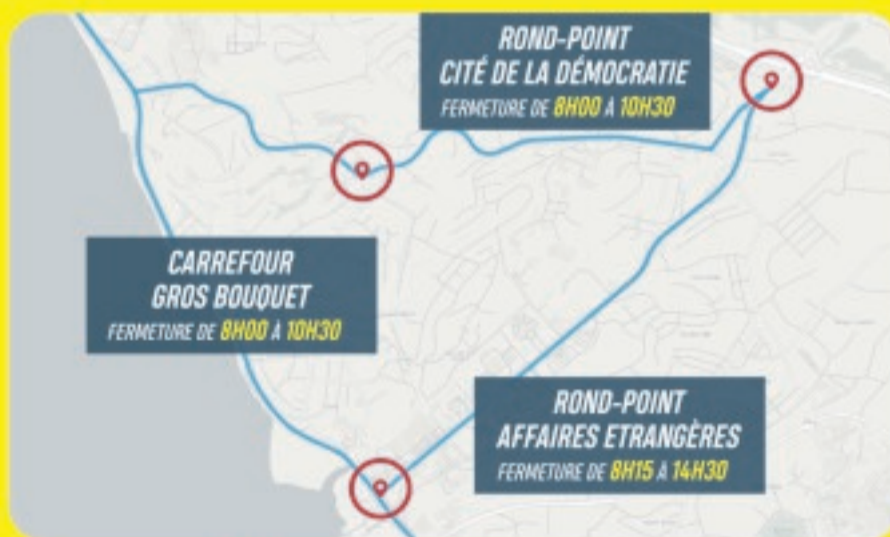 ROND-POINT
CITÉ DE LA DÉMOCRATIE
FERMETURE DE 8H00 À 10H30
CARREFOUR
GROS BOUQUET
FERMETURE DE 8H00 À 10H30
ROND-POINT
AFFAIRES ETRANGÈRES
FERMETURE DE 8H15 À 14H30